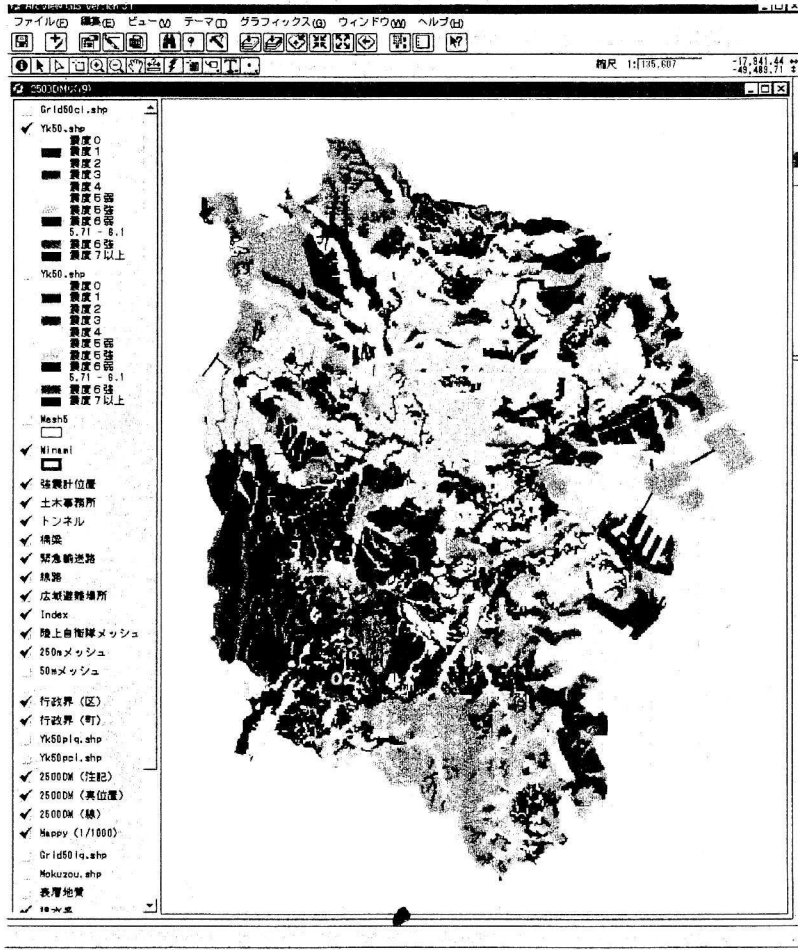 ArcView GIS Version 3.1
ファイル(F) 編集(E) ビュー(V) テーマ(T) グラフィックス(G) ウィンドウ(W) ヘルプ(H)
縮尺 1:135,607
-17,841.44
-49,489.71
2500DM
Grid50cl.shp
Yk50.shp
震度0
震度1
震度2
震度3
震度4
震度5弱
震度5強
震度6弱
5.71 - 6.1
震度6強
震度7以上
Yk50.shp
震度0
震度1
震度2
震度3
震度4
震度5弱
震度5強
震度6弱
5.71 - 6.1
震度6強
震度7以上
Mesh5
Minami
強震計位置
土木事務所
トンネル
橋梁
緊急輸送路
線路
広域避難場所
Index
陸上自衛隊メッシュ
250mメッシュ
50mメッシュ
行政界（区）
行政界（町）
Yk50plq.shp
Yk50pcl.shp
2500DM（注記）
2500DM（真位置）
2500DM（線）
Mappy (1/1000)
Grid50lq.shp
Mokuzou.shp
表層地質